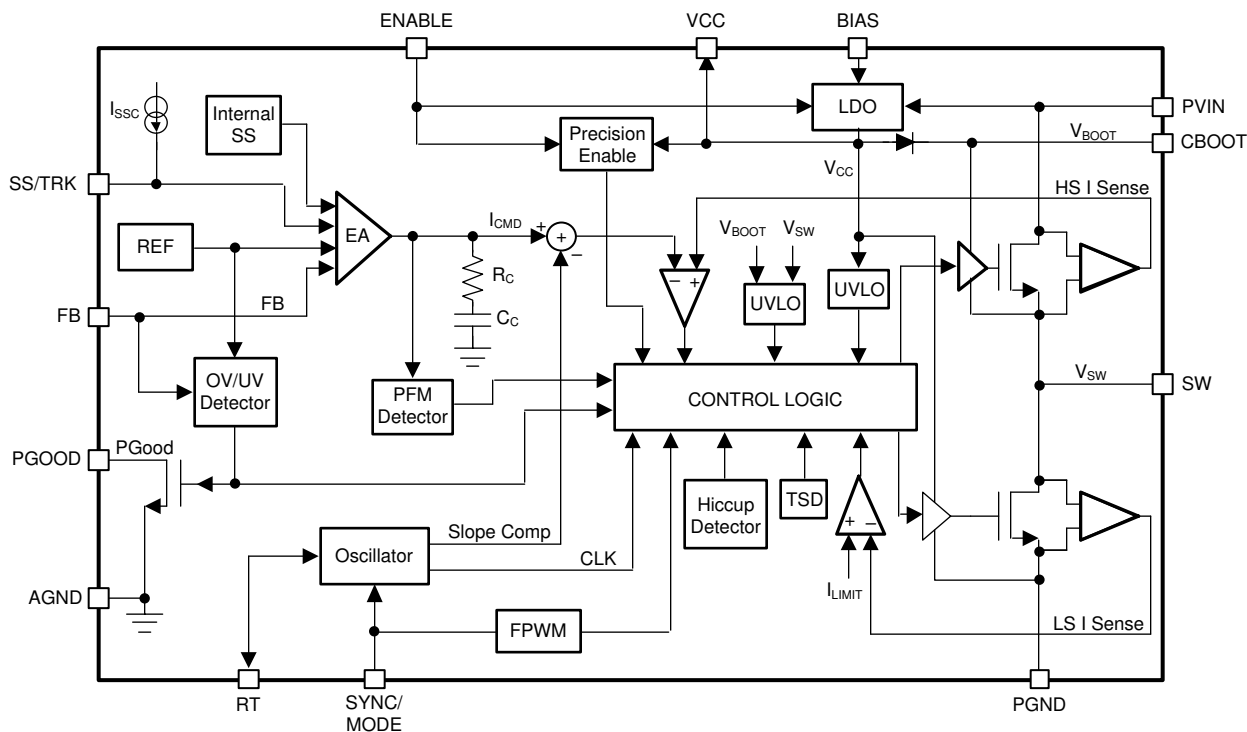 ENABLE
VCC
BIAS
ISSC
Internal
SS
LDO
PVIN
Precision
Enable
VBOOT
CBOOT
VCC
SS/TRK
HS I Sense
EA
ICMD
+
+
−
VBOOT
VSW
REF
RC
− +
UVLO
UVLO
FB
FB
CC
OV/UV
Detector
PFM
Detector
CONTROL LOGIC
VSW
SW
PGOOD
PGood
Hiccup
Detector
TSD
+ −
Slope Comp
Oscillator
CLK
ILIMIT
AGND
FPWM
LS I Sense
RT
SYNC/
MODE
PGND